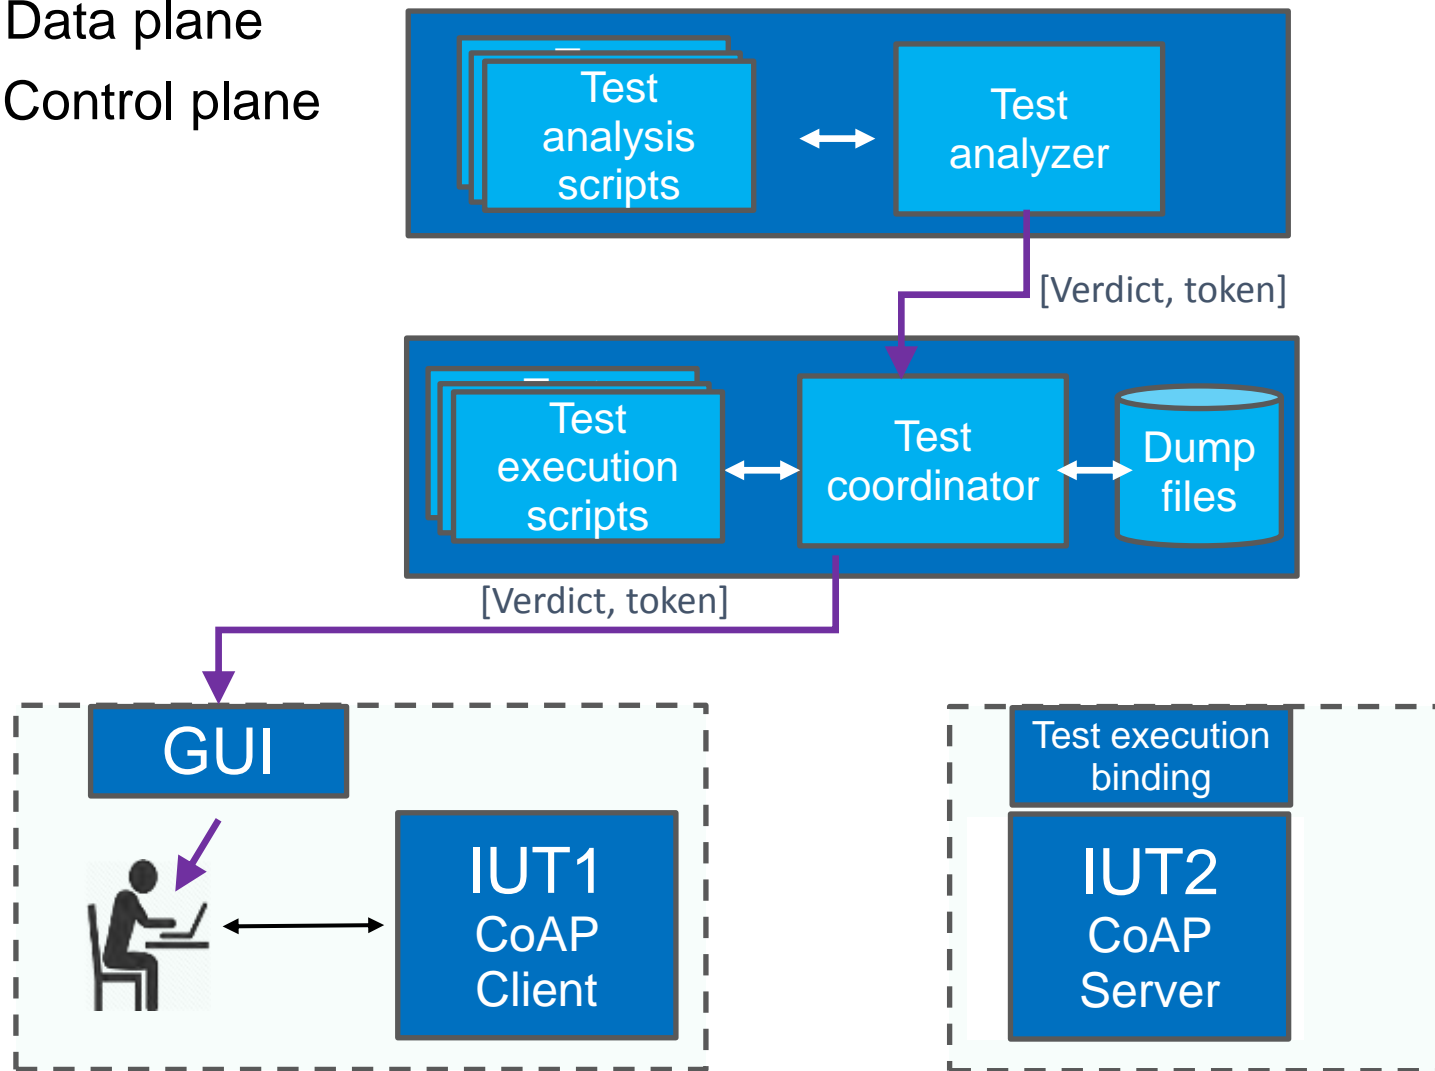 Data plane
Control plane
Test
analysis
scripts
Test
analyzer
[Verdict, token]
Test
execution
scripts
Test
coordinator
Dump
files
[Verdict, token]
GUI
IUT1
CoAP
Client
Test execution
binding
IUT2
CoAP
Server